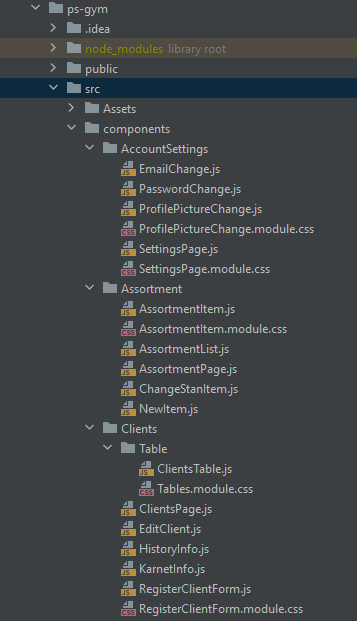 ps-gym
.idea
node_modules library root
public
src
Assets
components
AccountSettings
EmailChange.js
PasswordChange.js
ProfilePictureChange.js
ProfilePictureChange.module.css
SettingsPage.js
SettingsPage.module.css
Assortment
AssortmentItem.js
AssortmentItem.module.css
AssortmentList.js
AssortmentPage.js
ChangeStanItem.js
NewItem.js
Clients
Table
ClientsTable.js
Tables.module.css
ClientsPage.js
EditClient.js
HistoryInfo.js
KarnetInfo.js
RegisterClientForm.js
RegisterClientForm.module.css